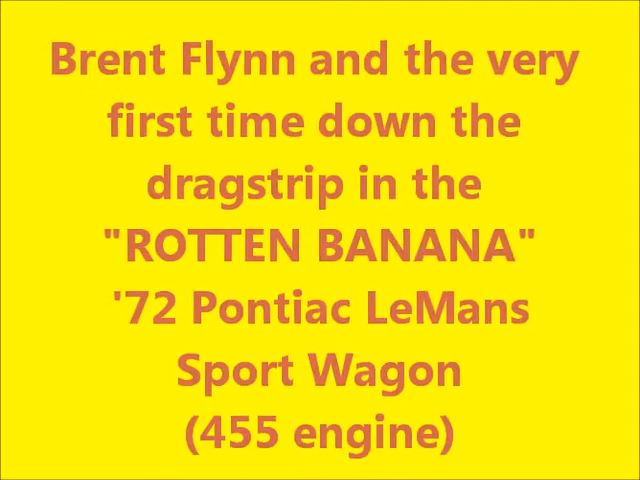 Brent Flynn and the very
first time down the
dragstrip in the
"ROTTEN BANANA"
'72 Pontiac LeMans
Sport Wagon
(455 engine)